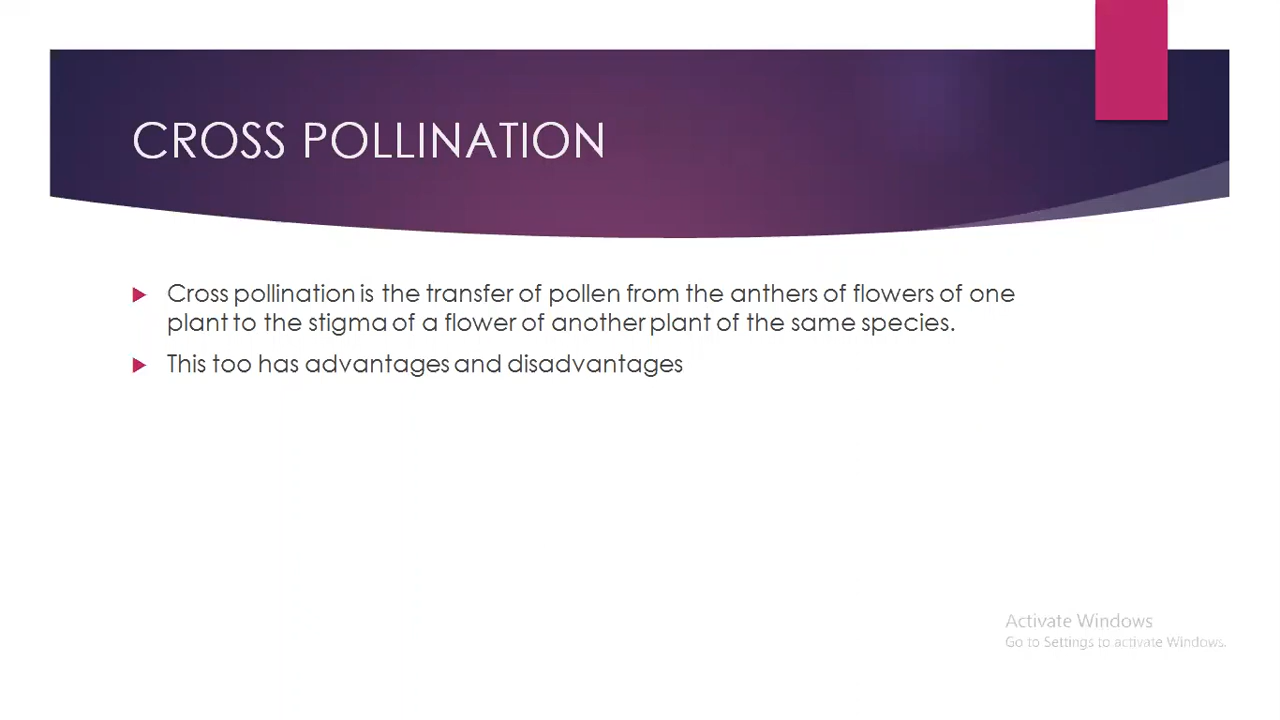 CROSS POLLINATION
Cross pollination is the transfer of pollen from the anthers of flowers of one
plant to the stigma of a flower of another plant of the same species.
This too has advantages and disadvantages
Activate Windows
Go to Settings to activate Windows.